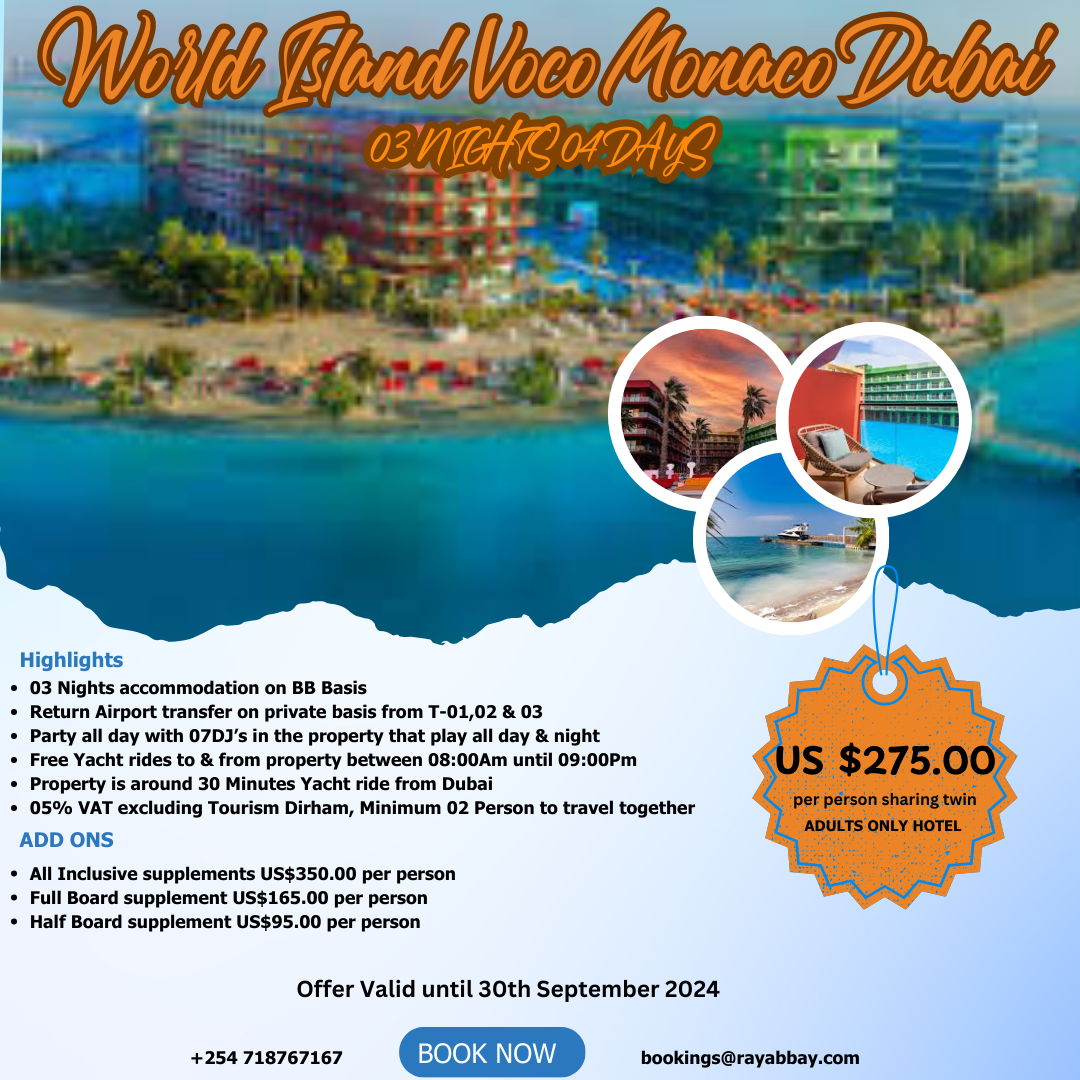 World Island Voco Monaco Dubai
03 NIGHTS 04 DAYS
Highlights
03 Nights accommodation on BB Basis
Return Airport transfer on private basis from T-01,02 & 03
Party all day with 07DJ’s in the property that play all day & night
Free Yacht rides to & from property between 08:00Am until 09:00Pm
Property is around 30 Minutes Yacht ride from Dubai
05% VAT excluding Tourism Dirham, Minimum 02 Person to travel together
ADD ONS
All Inclusive supplements US$350.00 per person
Full Board supplement US$165.00 per person
Half Board supplement US$95.00 per person
US $275.00
per person sharing twin
ADULTS ONLY HOTEL
Offer Valid until 30th September 2024
+254 718767167
BOOK NOW
bookings@rayabbay.com